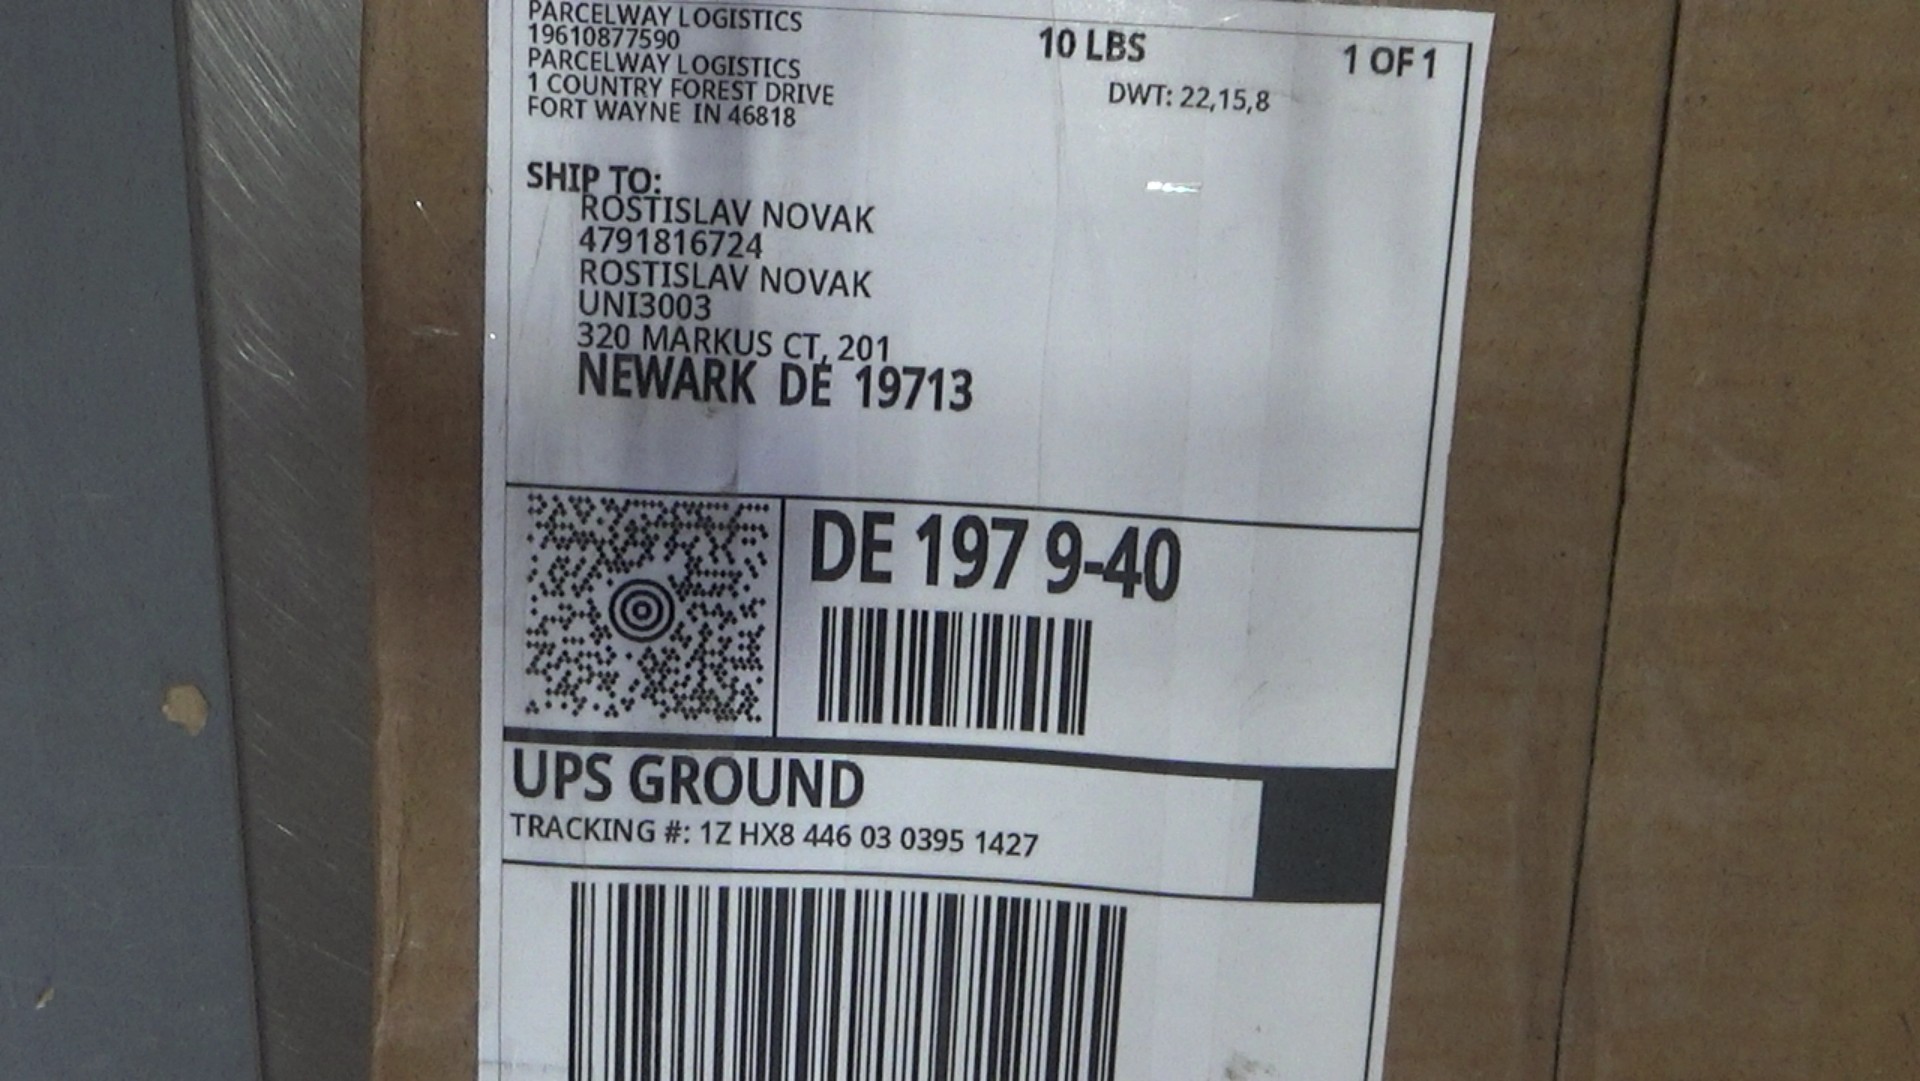 PARCELWAY LOGISTICS
19610877590
PARCELWAY LOGISTICS
1 COUNTRY FOREST DRIVE
FORT WAYNE IN 46818
10 LBS
1 OF 1
DWT: 22,15,8
SHIP TO:
ROSTISLAV NOVAK
4791816724
ROSTISLAV NOVAK
UNI3003
320 MARKUS CT, 201
NEWARK DE 19713
DE 197 9-40
UPS GROUND
TRACKING #: 1Z HX8 446 03 0395 1427